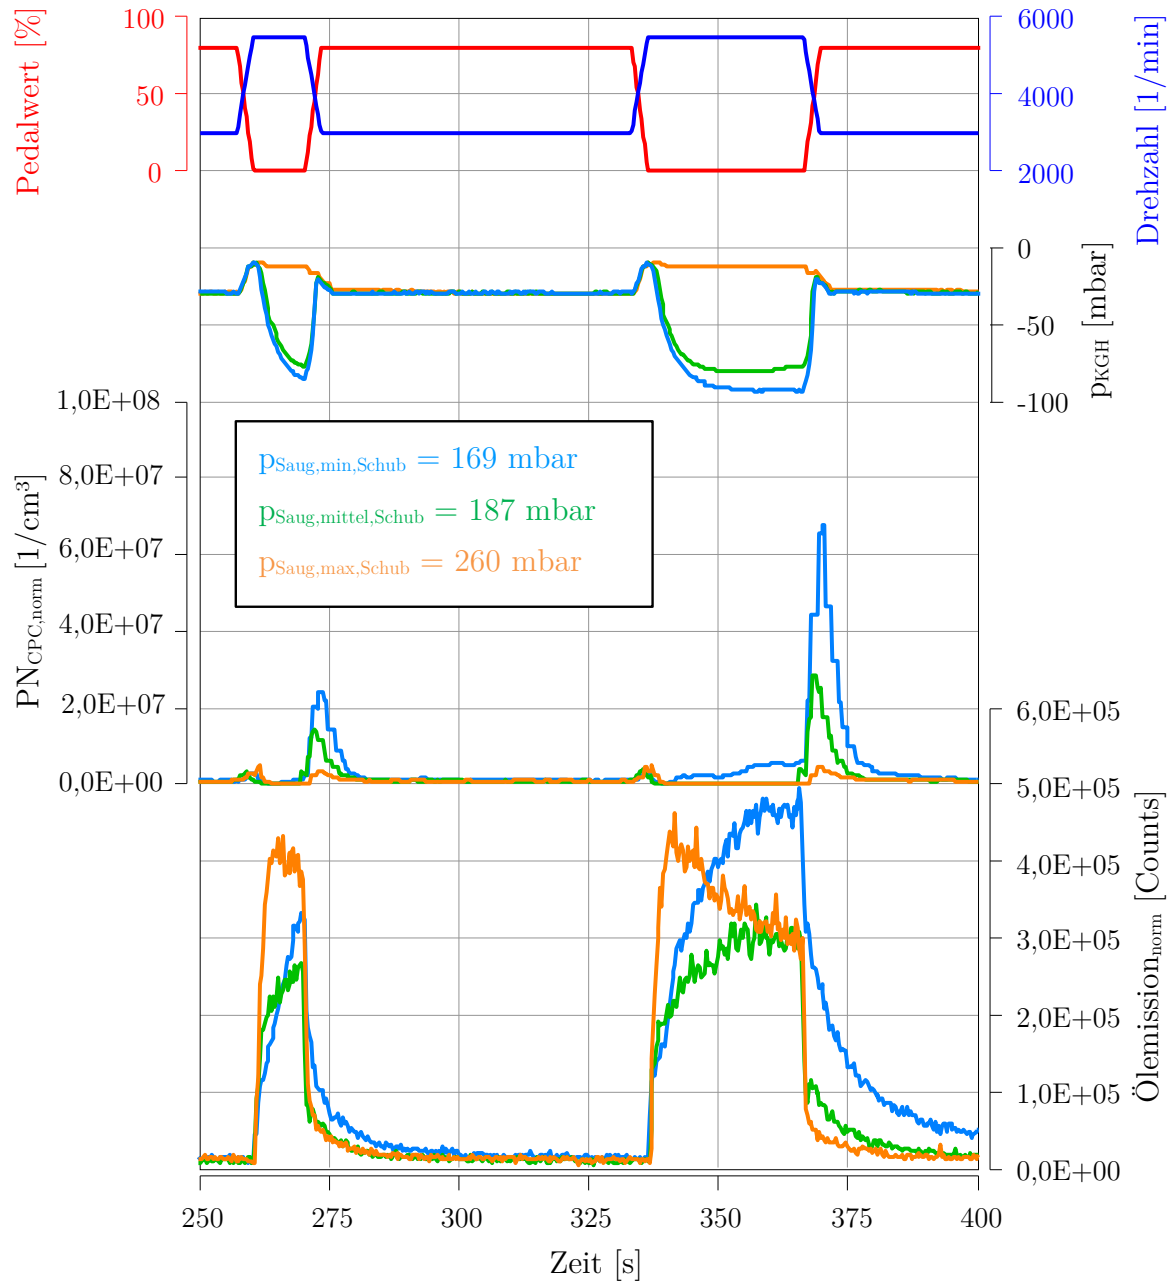 Pedalwert [%]
100
50
0
6000
4000
2000
Drehzahl [1/min]
0
-50
-100
pKGH [mbar]
1,0E+08
8,0E+07
6,0E+07
4,0E+07
2,0E+07
0,0E+00
PNCPC,norm [1/cm³]
pSaug,min,Schub = 169 mbar
pSaug,mittel,Schub = 187 mbar
pSaug,max,Schub = 260 mbar
6,0E+05
5,0E+05
4,0E+05
3,0E+05
2,0E+05
1,0E+05
0,0E+00
Ölemissionnorm [Counts]
250 275 300 325 350 375 400
Zeit [s]